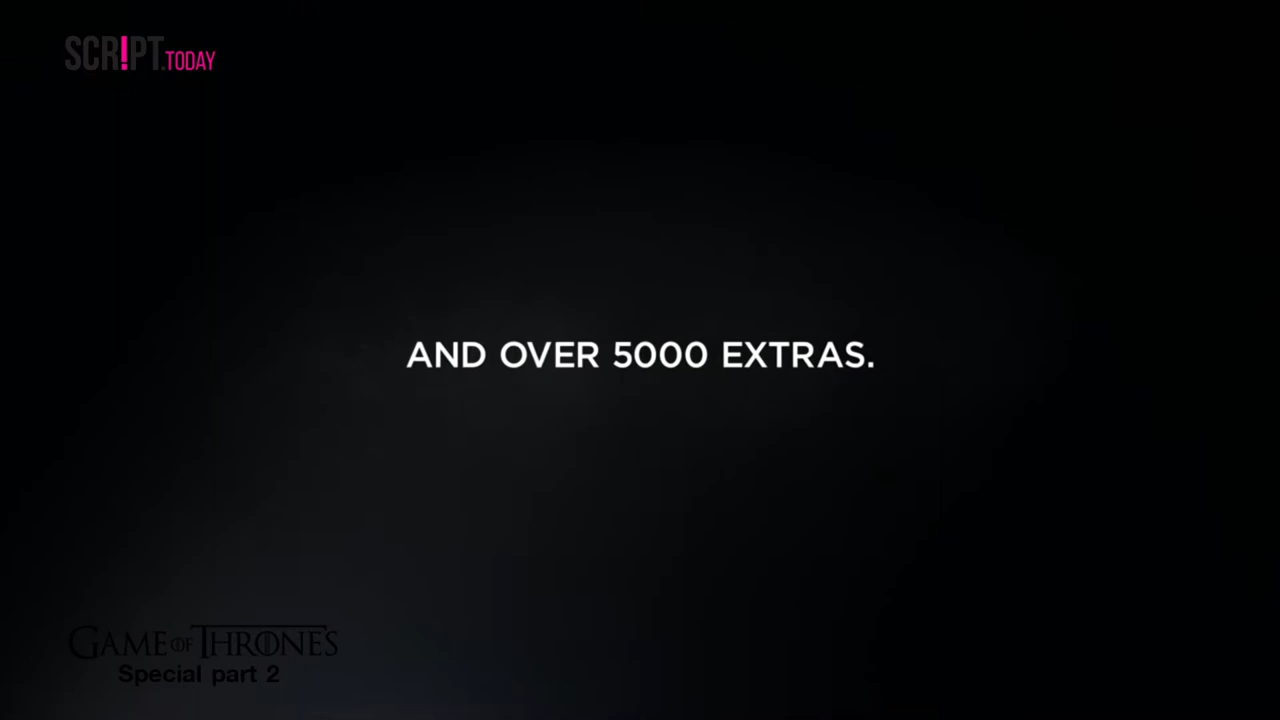 SCR!PT.TODAY
AND OVER 5000 EXTRAS.
GAME OF THRONES
Special part 2